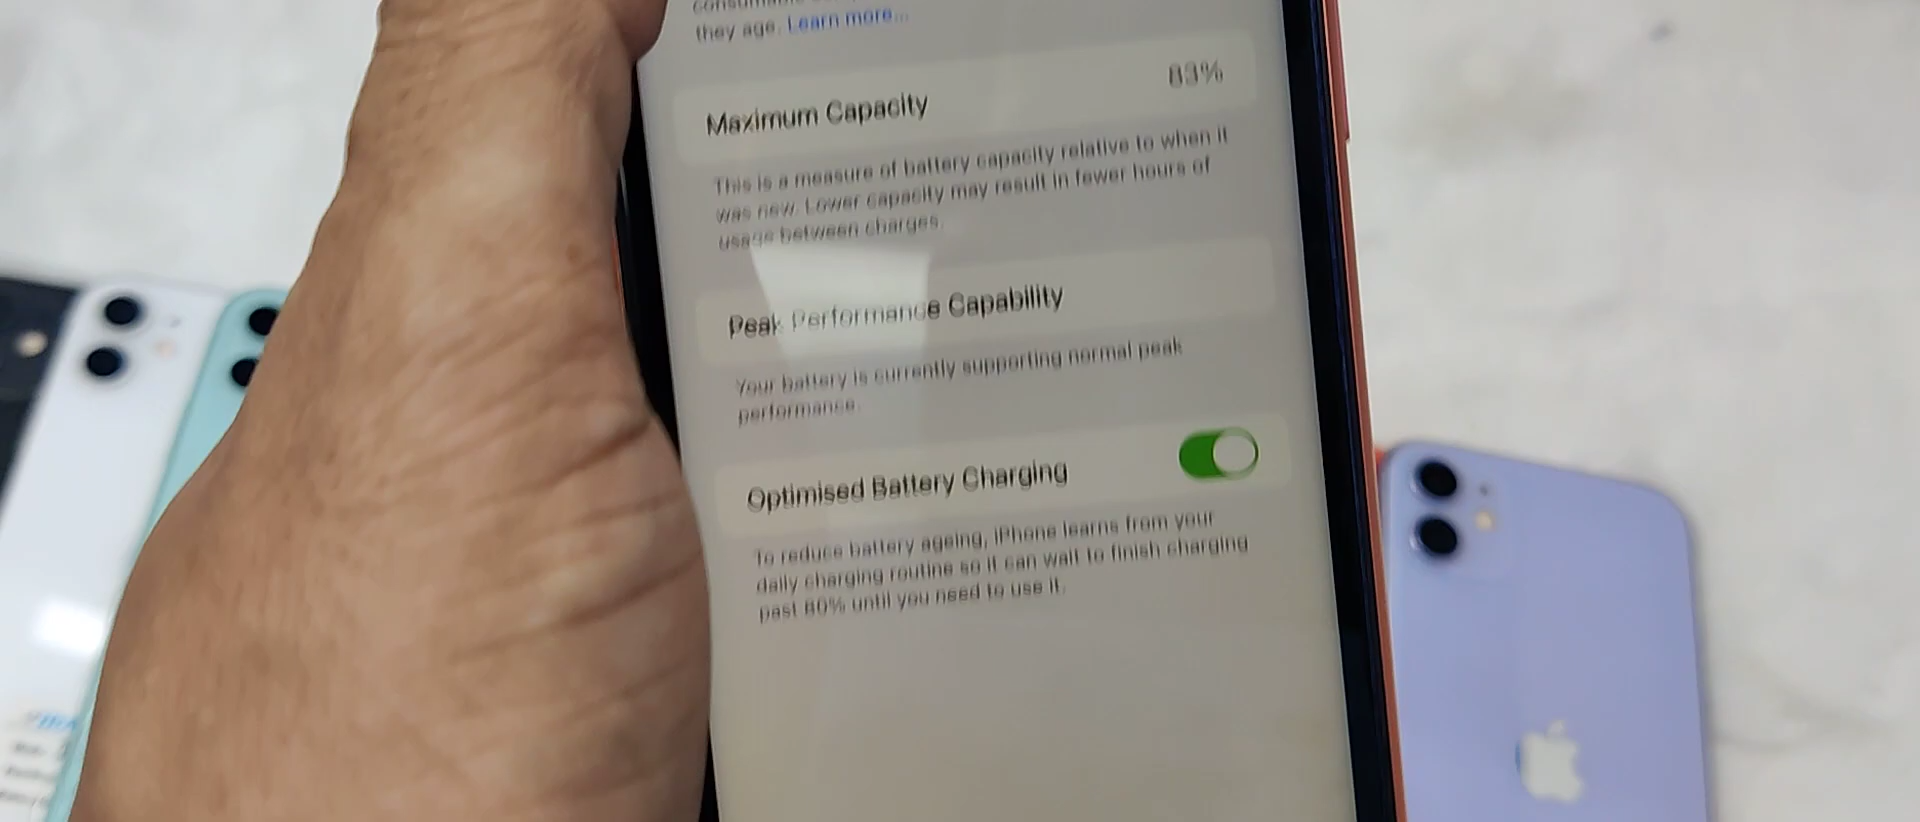 they age. Learn more...
Maximum Capacity
83%
This is a measure of battery capacity relative to when it
was new. Lower capacity may result in fewer hours of
usage between charges.
Peak Performance Capability
Your battery is currently supporting normal peak
performance.
Optimised Battery Charging
To reduce battery ageing, iPhone learns from your
daily charging routine so it can wait to finish charging
past 80% until you need to use it.